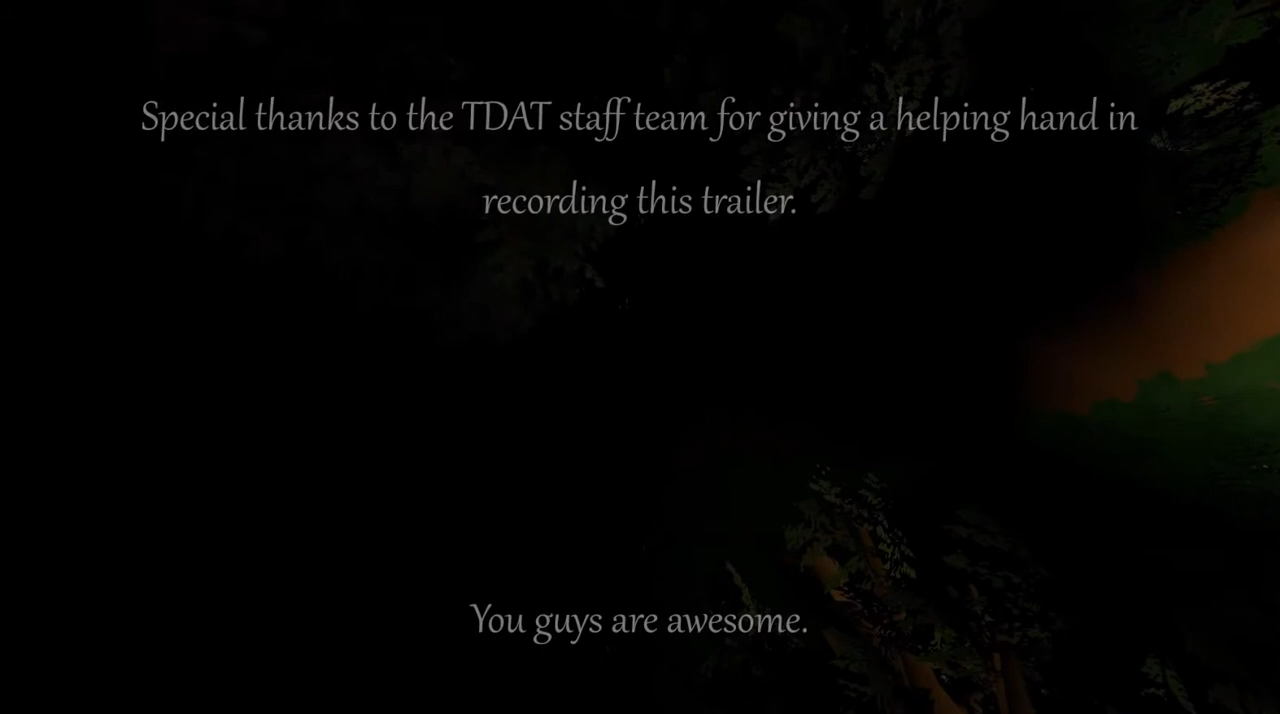 Special thanks to the TDAT staff team for giving a helping hand in
recording this trailer.
You guys are awesome.